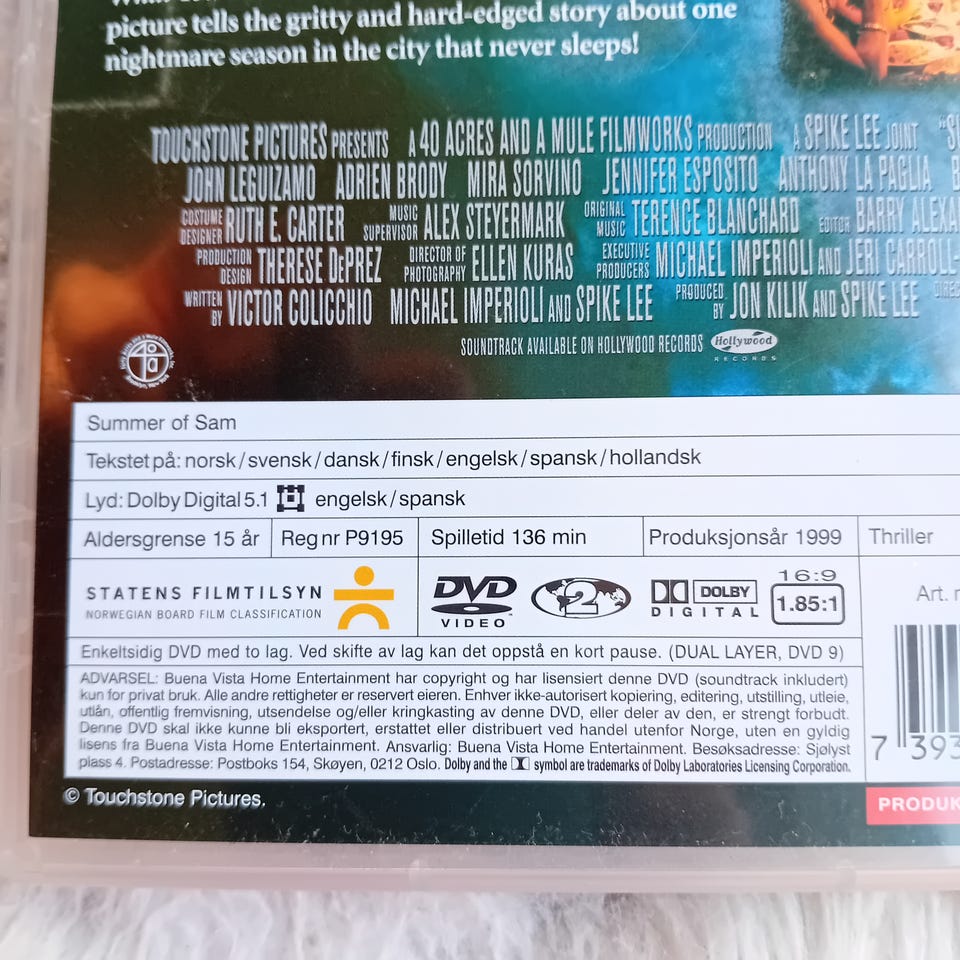 picture tells the gritty and hard-edged story about one
nightmare season in the city that never sleeps!
TOUCHSTONE PICTURES PRESENTS A 40 ACRES AND A MULE FILMWORKS PRODUCTION A SPIKE LEE JOINT
JOHN LEGUIZAMO ADRIEN BRODY MIRA SORVINO JENNIFER ESPOSITO ANTHONY LA PAGLIA
COSTUME DESIGNER RUTH E. CARTER MUSIC SUPERVISOR ALEX STEYERMARK ORIGINAL MUSIC TERENCE BLANCHARD EDITOR BARRY ALEXA
PRODUCTION DESIGN THERESE DEPREZ DIRECTOR OF PHOTOGRAPHY ELLEN KURAS EXECUTIVE PRODUCERS MICHAEL IMPERIOLI AND JERI CARROLL-
WRITTEN BY VICTOR COLICCHIO MICHAEL IMPERIOLI AND SPIKE LEE PRODUCED BY JON KILIK AND SPIKE LEE
SOUNDTRACK AVAILABLE ON HOLLYWOOD RECORDS Hollywood RECORDS
Summer of Sam
Tekstet på: norsk/svensk/dansk/finsk/engelsk/spansk/hollandsk
Lyd: Dolby Digital 5.1 engelsk/spansk
Aldersgrense 15 år Reg nr P9195 Spilletid 136 min Produksjonsår 1999 Thriller
STATENS FILMTILSYN
NORWEGIAN BOARD FILM CLASSIFICATION
DVD VIDEO 2 DOLBY DIGITAL 16:9 1.85:1
Art. n
Enkeltsidig DVD med to lag. Ved skifte av lag kan det oppstå en kort pause. (DUAL LAYER, DVD 9)
ADVARSEL: Buena Vista Home Entertainment har copyright og har lisensiert denne DVD (soundtrack inkludert)
kun for privat bruk. Alle andre rettigheter er reservert eieren. Enhver ikke-autorisert kopiering, editering, utstilling, utleie,
utlån, offentlig fremvisning, utsendelse og/eller kringkasting av denne DVD, eller deler av den, er strengt forbudt.
Denne DVD skal ikke kunne bli eksportert, erstattet eller distribuert ved handel utenfor Norge, uten en gyldig
lisens fra Buena Vista Home Entertainment. Ansvarlig: Buena Vista Home Entertainment. Besøksadresse: Sjølyst
plass 4. Postadresse: Postboks 154, Skøyen, 0212 Oslo. Dolby and the symbol are trademarks of Dolby Laboratories Licensing Corporation.
7 393
© Touchstone Pictures.
PRODUK